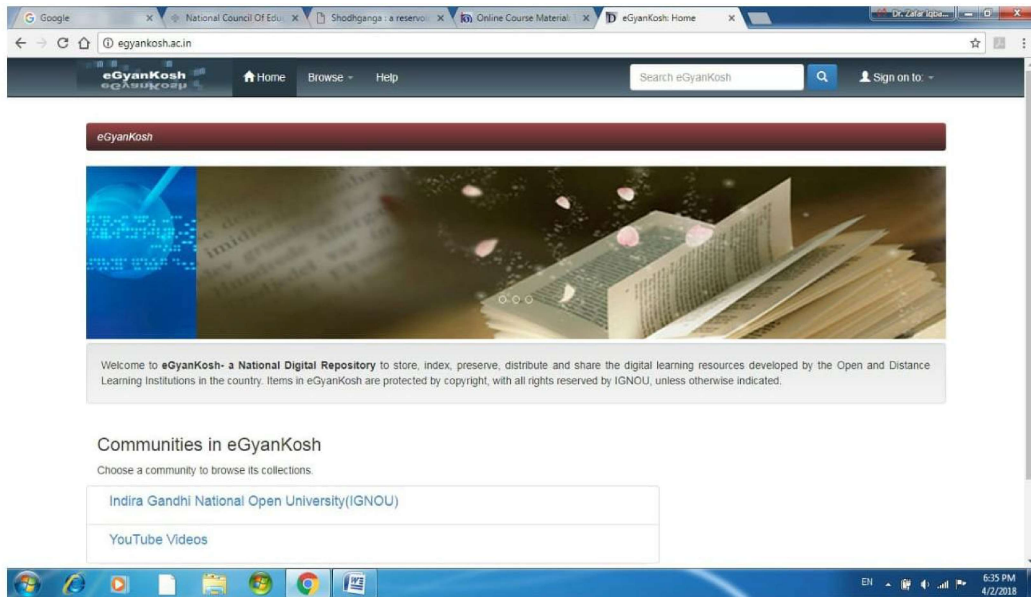 Google
National Council Of Edu
Shodhganga : a reservoi
Online Course Material
eGyanKosh: Home
Dr. Zafar Iqba...
egyankosh.ac.in
eGyanKosh
Home
Browse
Help
Search eGyanKosh
Sign on to:
eGyanKosh
Welcome to eGyanKosh- a National Digital Repository to store, index, preserve, distribute and share the digital learning resources developed by the Open and Distance
Learning Institutions in the country. Items in eGyanKosh are protected by copyright, with all rights reserved by IGNOU, unless otherwise indicated.
Communities in eGyanKosh
Choose a community to browse its collections.
Indira Gandhi National Open University(IGNOU)
YouTube Videos
EN
6:35 PM
4/2/2018